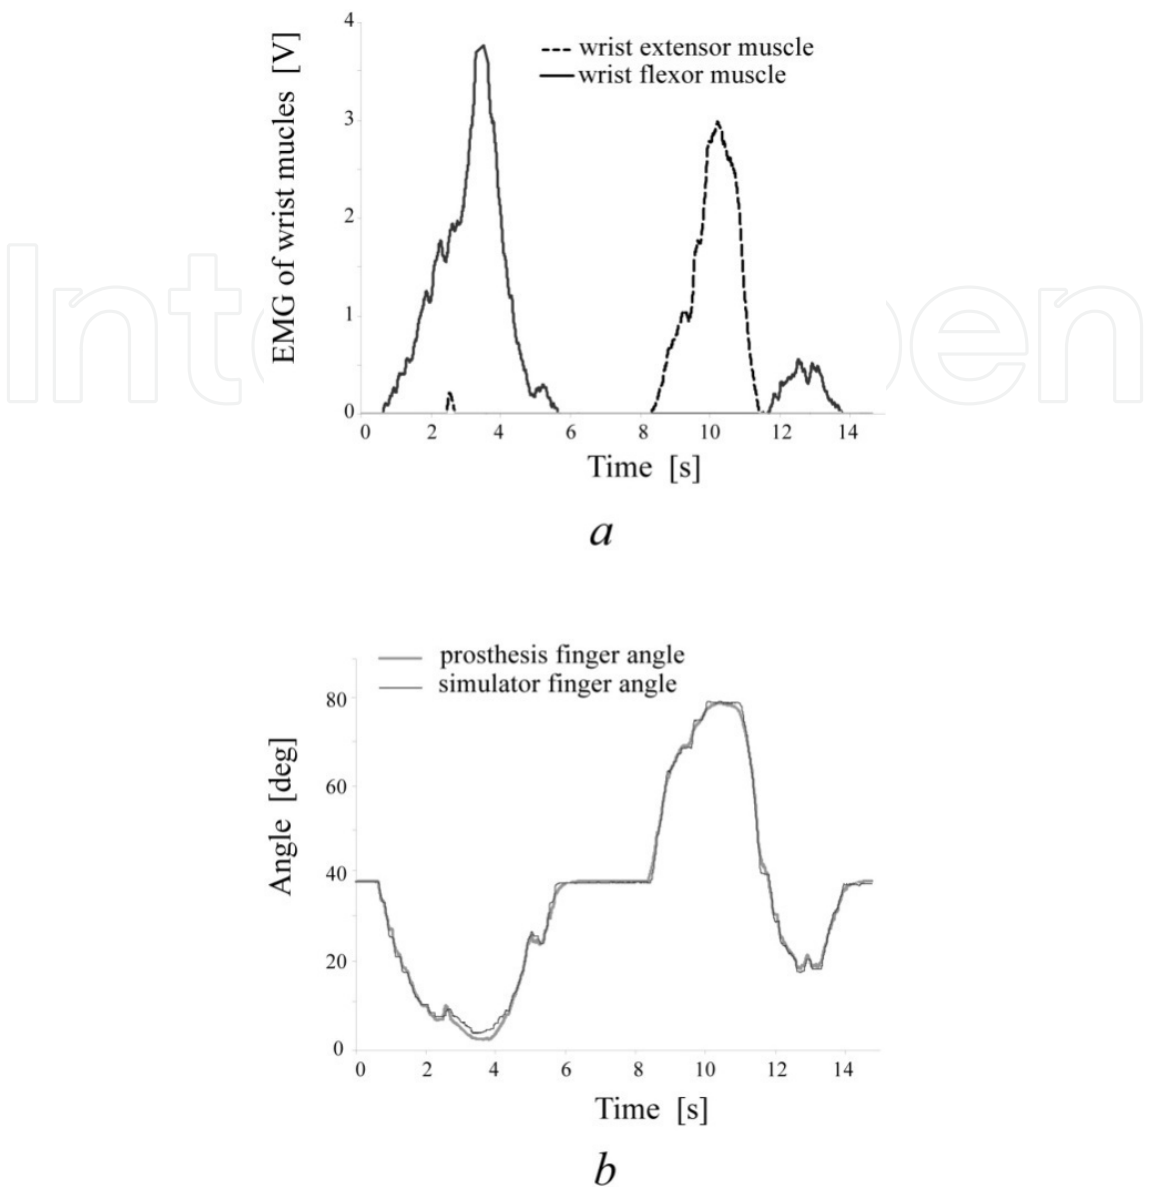 4
wrist extensor muscle
wrist flexor muscle
3
2
1
0
EMG of wrist mucles [V]
0 2 4 6 8 10 12 14
Time [s]
a
prosthesis finger angle
simulator finger angle
80
60
40
20
0
Angle [deg]
0 2 4 6 8 10 12 14
Time [s]
b